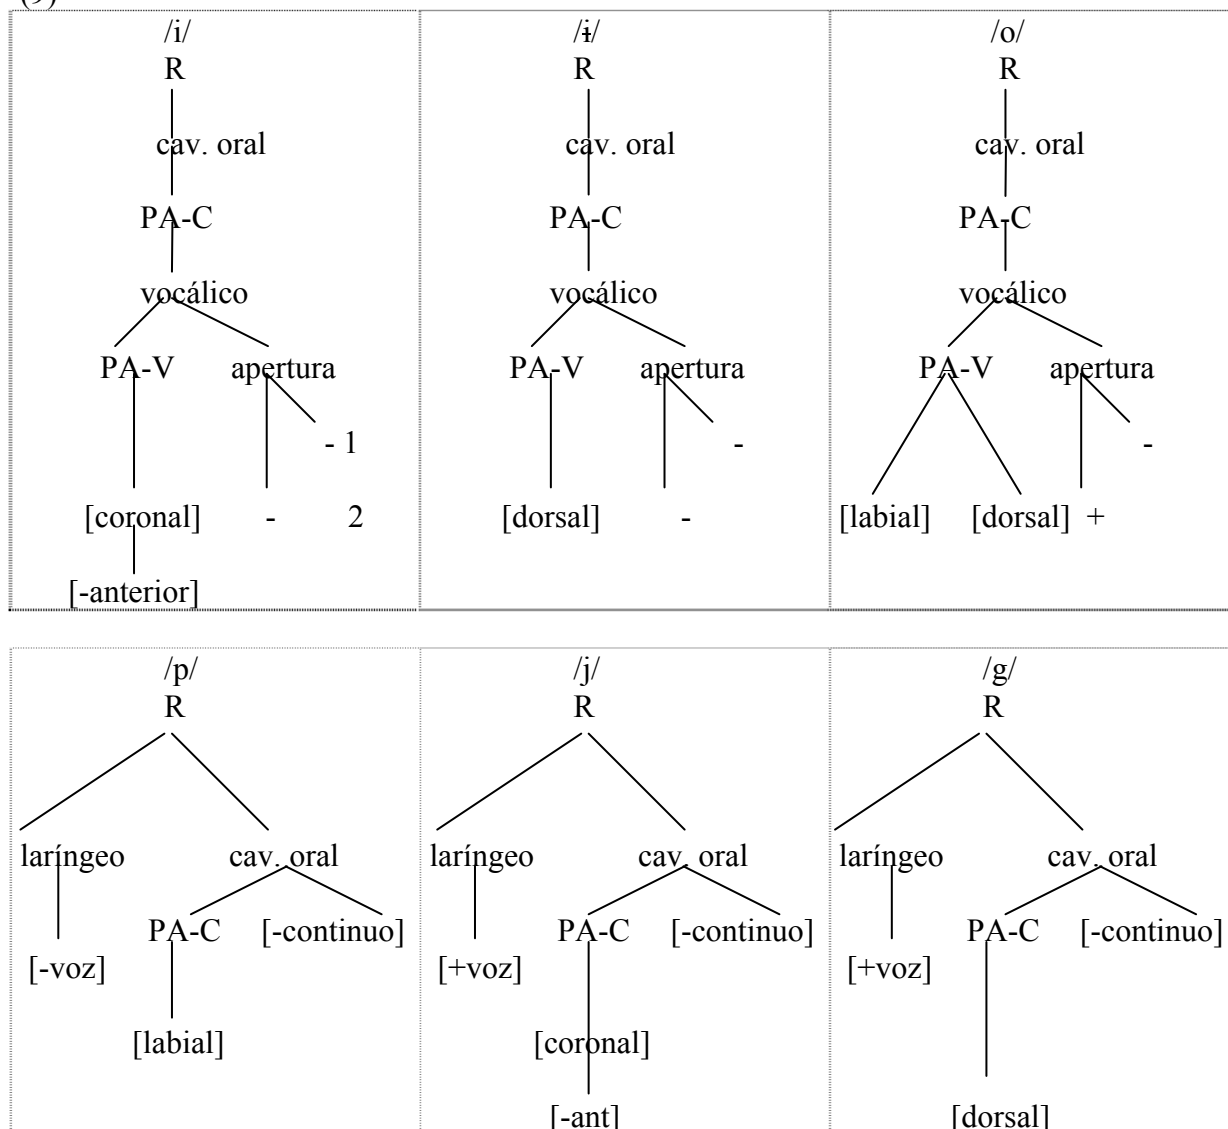 (9)
/i/ /ɨ/ /o/
R R R
cav. oral cav. oral cav. oral
PA-C PA-C PA-C
vocálico vocálico vocálico
PA-V apertura PA-V apertura PA-V apertura
- 1 - -
[coronal] - 2 [dorsal] - [labial] [dorsal] +
[-anterior]
/p/ /j/ /g/
R R R
laríngeo cav. oral laríngeo cav. oral laríngeo cav. oral
PA-C [-continuo] PA-C [-continuo] PA-C [-continuo]
[-voz] [+voz] [+voz]
[labial] [coronal]
[-ant] [dorsal]